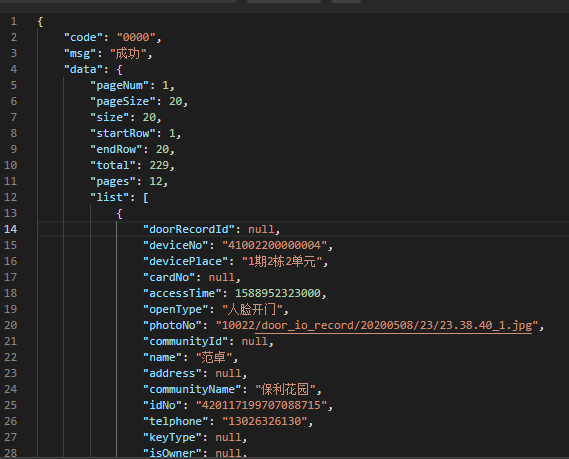 1 {
2 "code": "0000",
3 "msg": "成功",
4 "data": {
5 "pageNum": 1,
6 "pageSize": 20,
7 "size": 20,
8 "startRow": 1,
9 "endRow": 20,
10 "total": 229,
11 "pages": 12,
12 "list": [
13 {
14 "doorRecordId": null,
15 "deviceNo": "41002200000004",
16 "devicePlace": "1期2栋2单元",
17 "cardNo": null,
18 "accessTime": 1588952323000,
19 "openType": "人脸开门",
20 "photoNo": "10022/door_io_record/20200508/23/23.38.40_1.jpg",
21 "communityId": null,
22 "name": "范卓",
23 "address": null,
24 "communityName": "保利花园",
25 "idNo": "420117199707088715",
26 "telphone": "13026326130",
27 "keyType": null,
28 "isOwner": null,